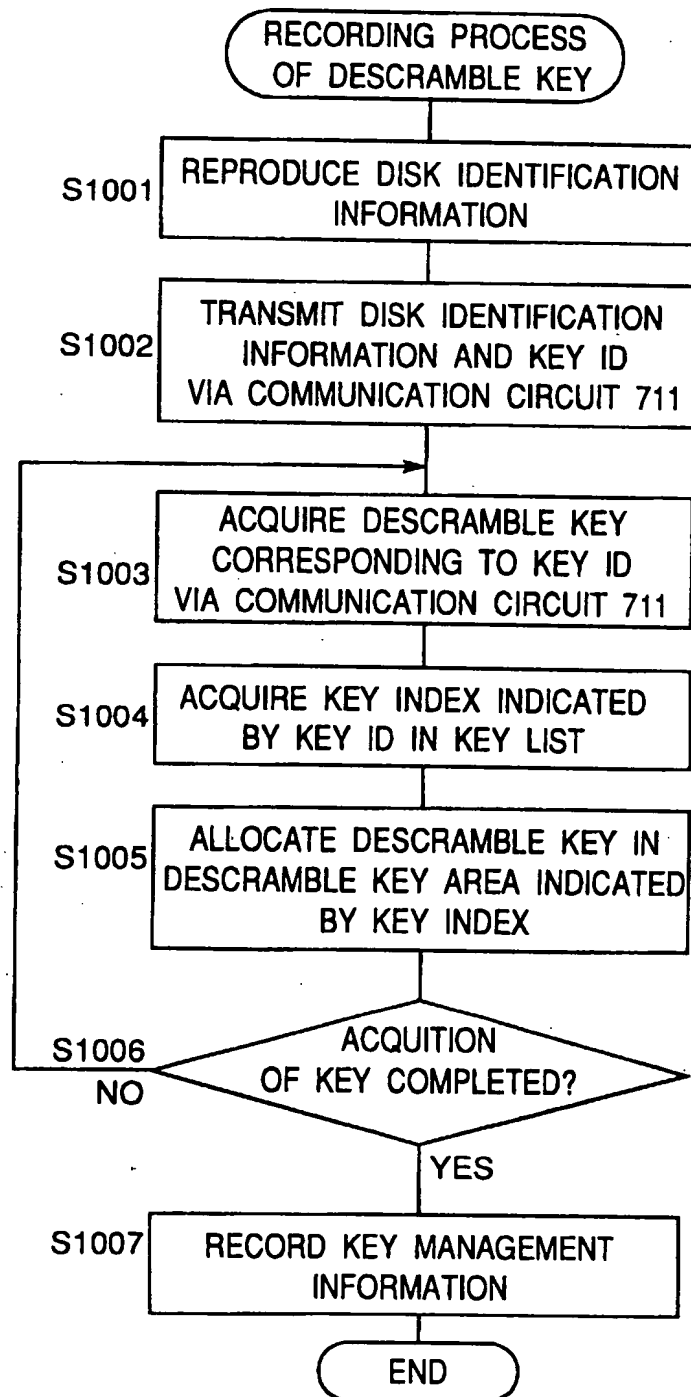 RECORDING PROCESS
OF DESCRAMBLE KEY
S1001
REPRODUCE DISK IDENTIFICATION
INFORMATION
S1002
TRANSMIT DISK IDENTIFICATION
INFORMATION AND KEY ID
VIA COMMUNICATION CIRCUIT 711
S1003
ACQUIRE DESCRAMBLE KEY
CORRESPONDING TO KEY ID
VIA COMMUNICATION CIRCUIT 711
S1004
ACQUIRE KEY INDEX INDICATED
BY KEY ID IN KEY LIST
S1005
ALLOCATE DESCRAMBLE KEY IN
DESCRAMBLE KEY AREA INDICATED
BY KEY INDEX
S1006
ACQUITION
OF KEY COMPLETED?
NO
YES
S1007
RECORD KEY MANAGEMENT
INFORMATION
END